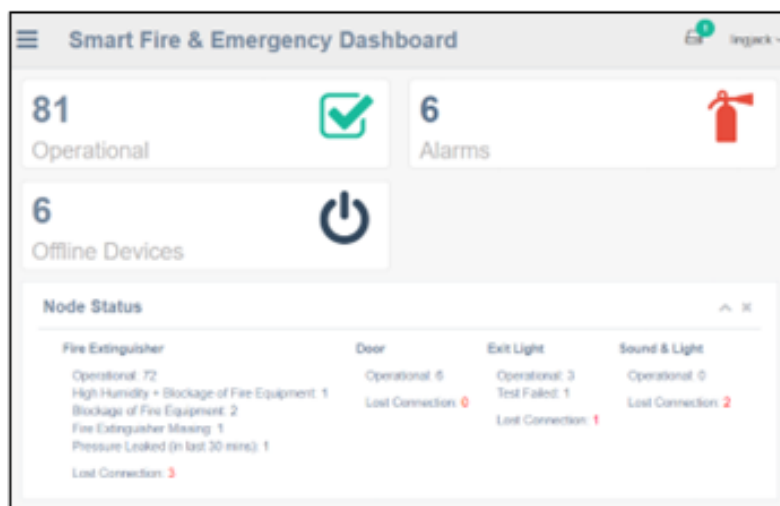 Smart Fire & Emergency Dashboard
1
lingjack
81
Operational
6
Alarms
6
Offline Devices
Node Status
Fire Extinguisher
Operational: 72
High Humidity + Blockage of Fire Equipment: 1
Blockage of Fire Equipment: 2
Fire Extinguisher Missing: 1
Pressure Leaked (in last 30 mins): 1
Lost Connection: 3
Door
Operational: 6
Lost Connection: 0
Exit Light
Operational: 3
Test Failed: 1
Lost Connection: 1
Sound & Light
Operational: 0
Lost Connection: 2